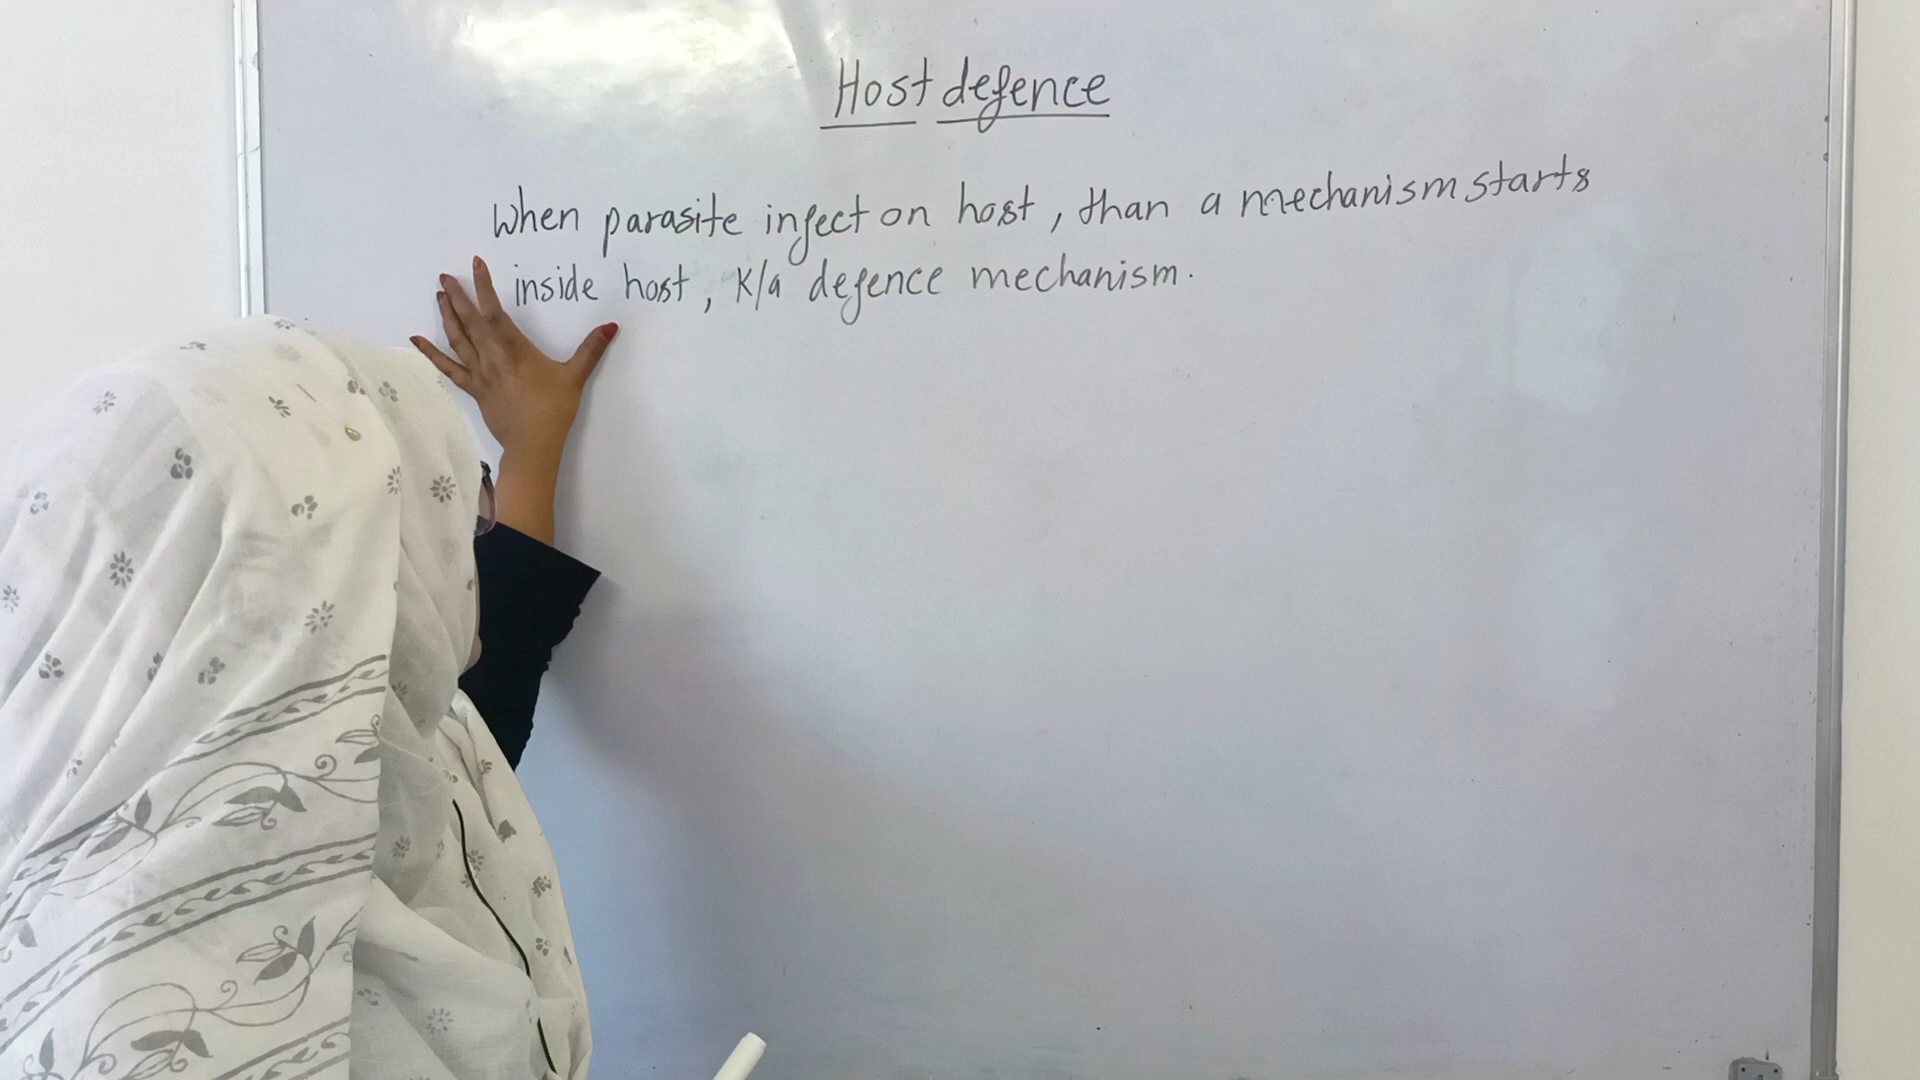 Host defence
When parasite infect on host, than a mechanism starts
inside host, K/a defence mechanism.